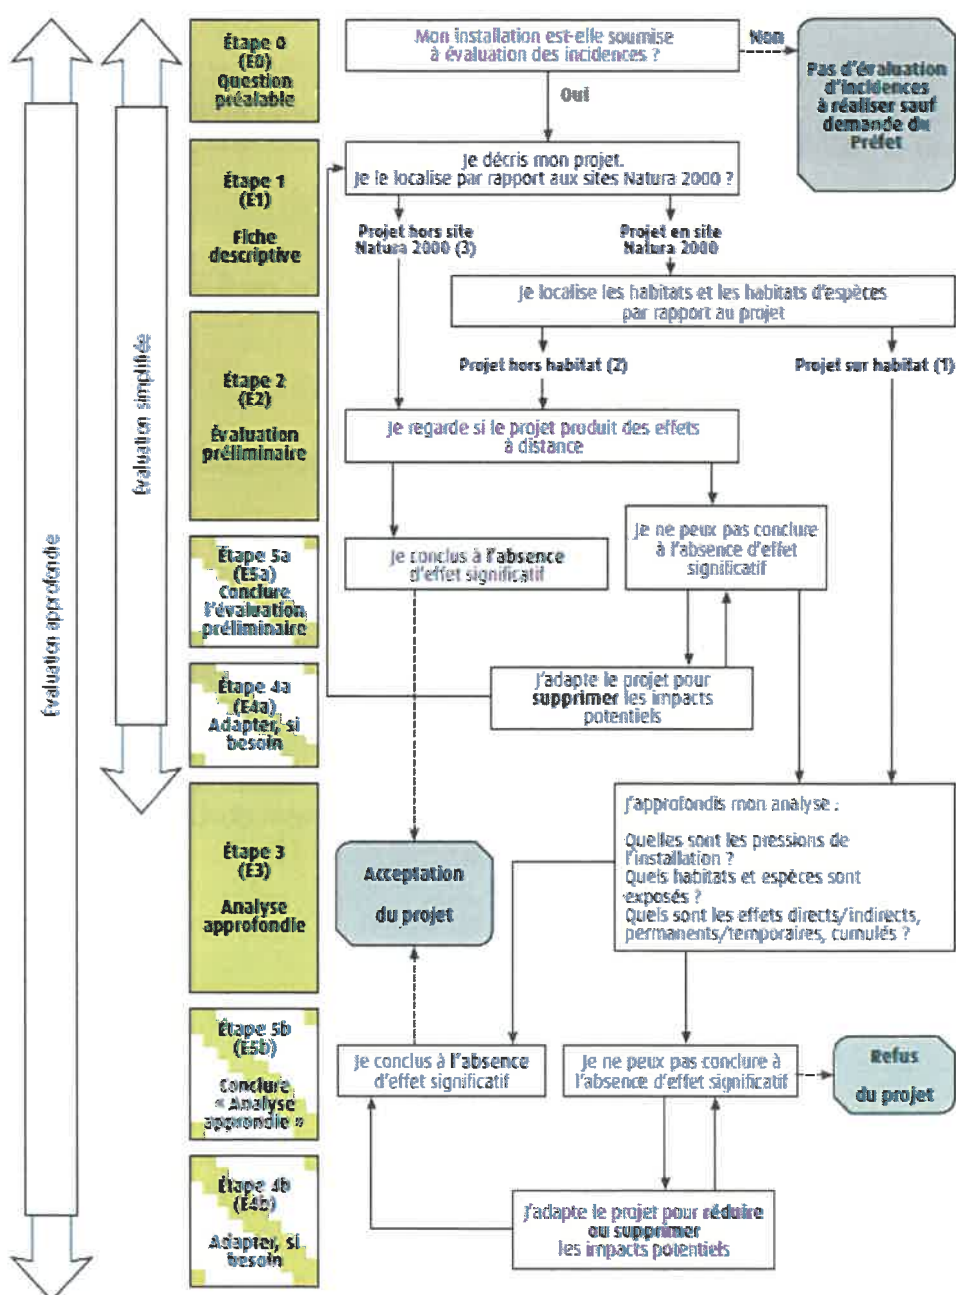 Étape 0
(E0)
Question
préalable
Mon installation est-elle soumise
à évaluation des incidences ?
Non
Pas d'évaluation
d'incidences
à réaliser sauf
demande du
Préfet
Oui
Étape 1
(E1)
Fiche
descriptive
Je décris mon projet.
Je le localise par rapport aux sites Natura 2000 ?
Projet hors site
Natura 2000 (3)
Projet en site
Natura 2000
Je localise les habitats et les habitats d'espèces
par rapport au projet
Étape 2
(E2)
Évaluation
préliminaire
Projet hors habitat (2)
Projet sur habitat (1)
Je regarde si le projet produit des effets
à distance
Étape 5a
(E5a)
Conclure
l'évaluation
préliminaire
Je conclus à l'absence
d'effet significatif
Je ne peux pas conclure
à l'absence d'effet
significatif
Étape 4a
(E4a)
Adapter, si
besoin
J'adapte le projet pour
supprimer les impacts
potentiels
Étape 3
(E3)
Analyse
approfondie
Acceptation
du projet
J'approfondis mon analyse :
Quelles sont les pressions de
l'installation ?
Quels habitats et espèces sont
exposés ?
Quels sont les effets directs/indirects,
permanents/temporaires, cumulés ?
Étape 5b
(E5b)
Conclure
« Analyse
approndie »
Je conclus à l'absence
d'effet significatif
Je ne peux pas conclure à
l'absence d'effet significatif
Refus
du projet
Étape 4b
(E4b)
Adapter, si
besoin
J'adapte le projet pour réduire
ou supprimer
les impacts potentiels
Évaluation simplifiée
Évaluation approfondie